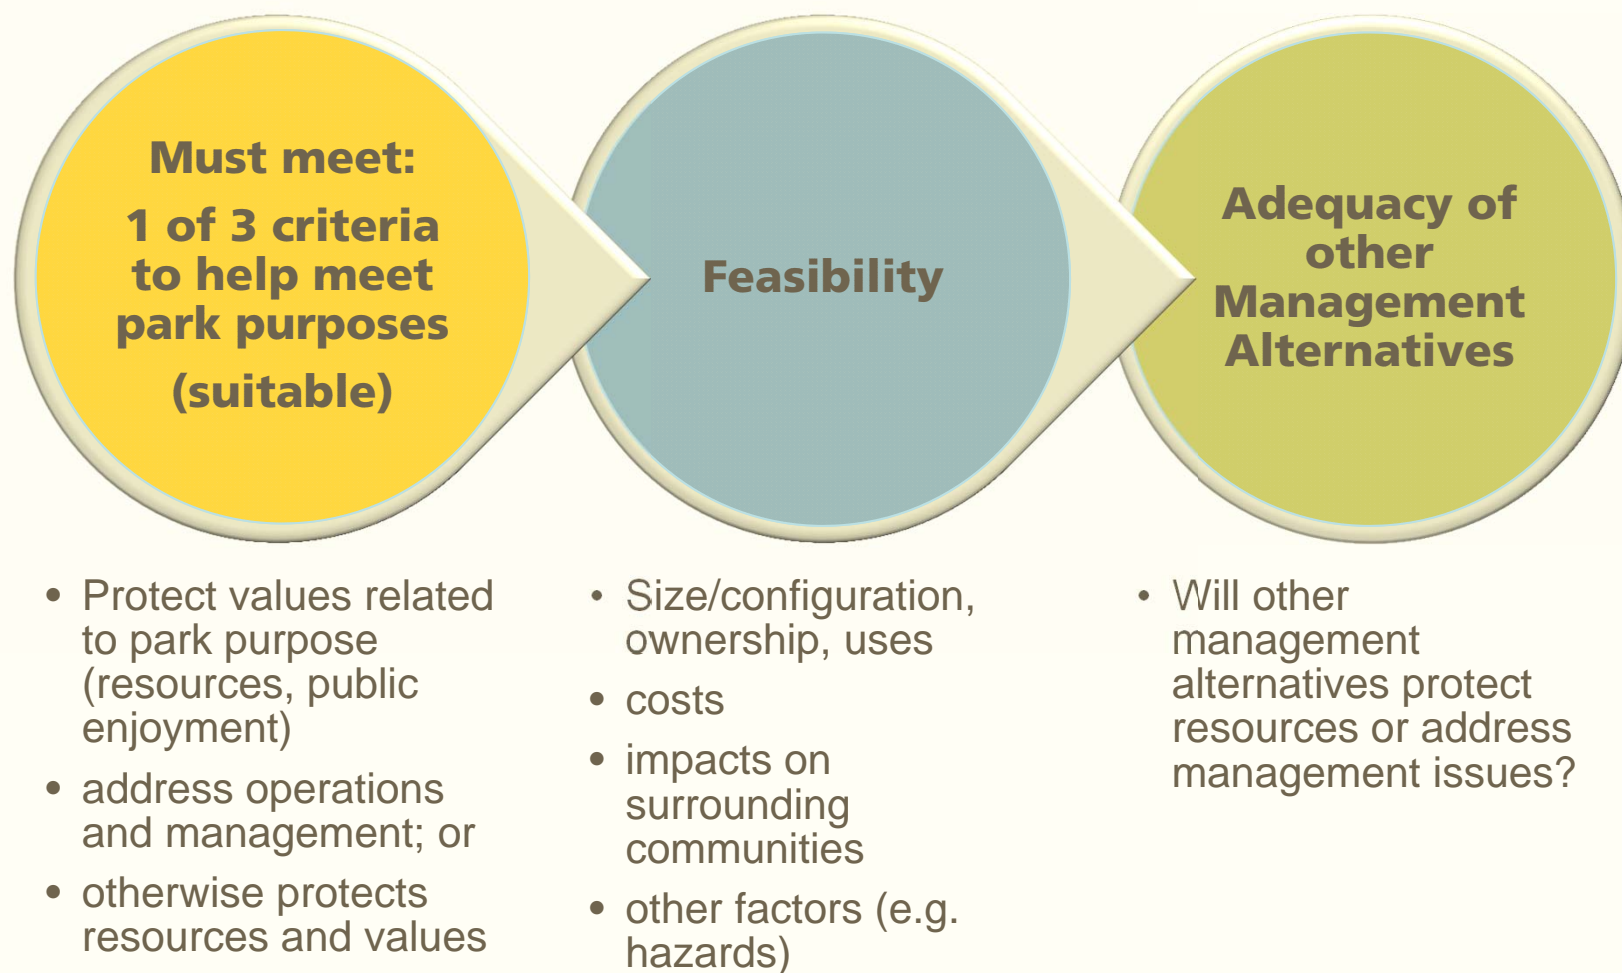 Must meet:
1 of 3 criteria
to help meet
park purposes
(suitable)
Feasibility
Adequacy of
other
Management
Alternatives
• Protect values related
to park purpose
(resources, public
enjoyment)
• address operations
and management; or
• otherwise protects
resources and values
• Size/configuration,
ownership, uses
• costs
• impacts on
surrounding
communities
• other factors (e.g.
hazards)
• Will other
management
alternatives protect
resources or address
management issues?